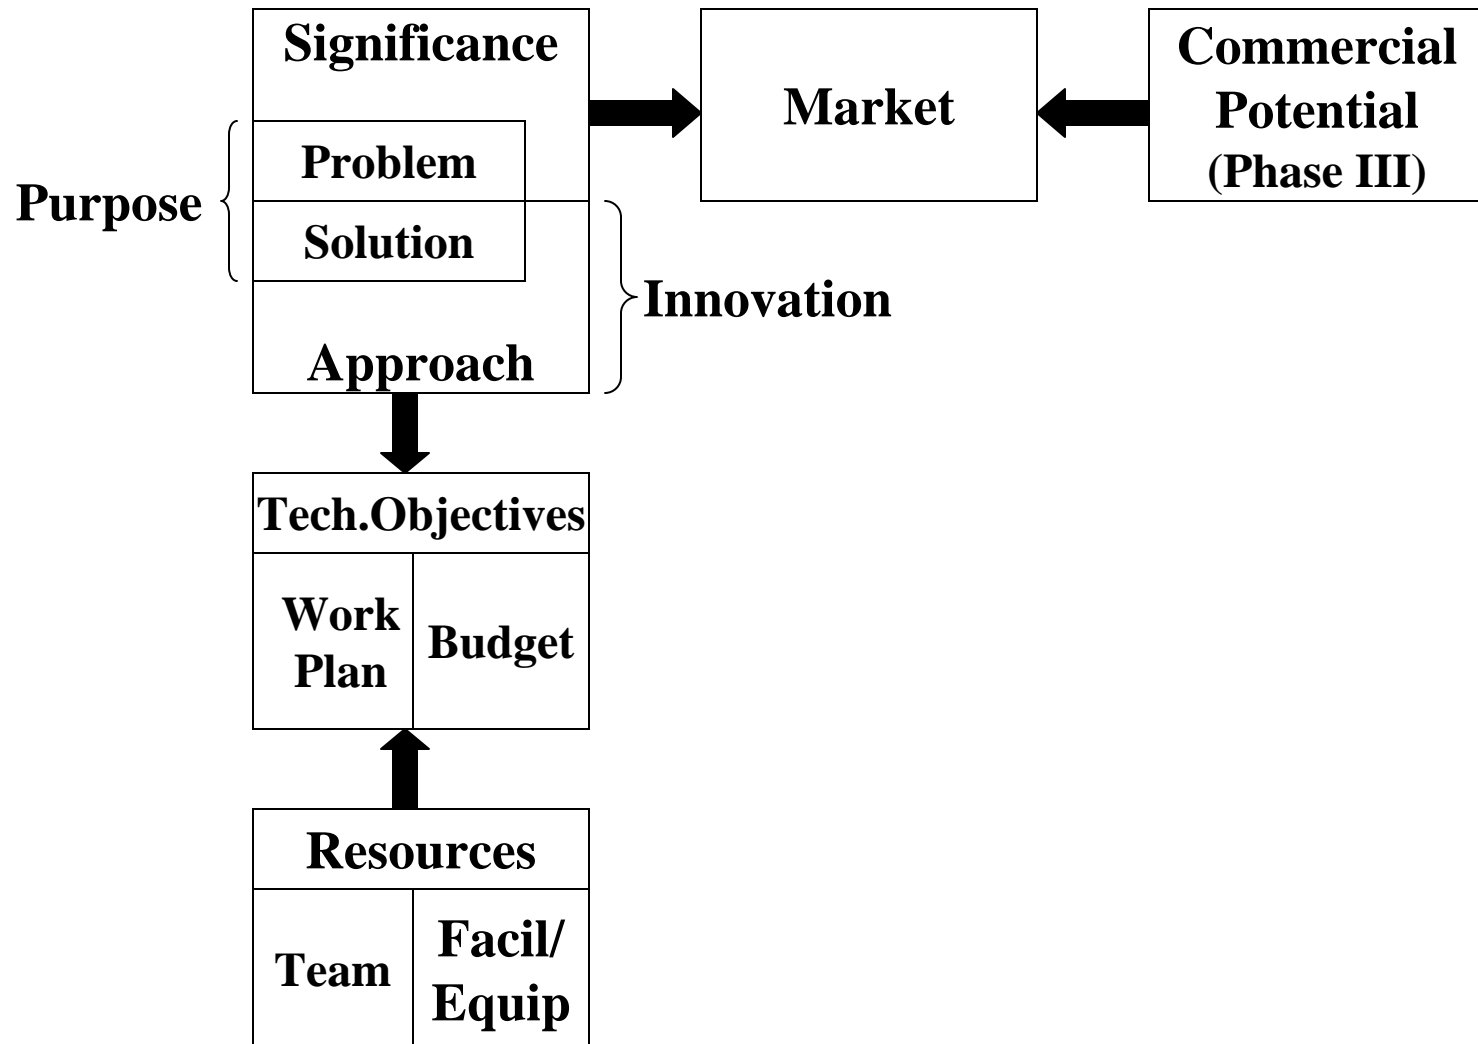 Significance
Market
Commercial
Potential
(Phase III)
Purpose
Problem
Solution
Innovation
Approach
Tech.Objectives
Work
Plan
Budget
Resources
Team
Facil/
Equip